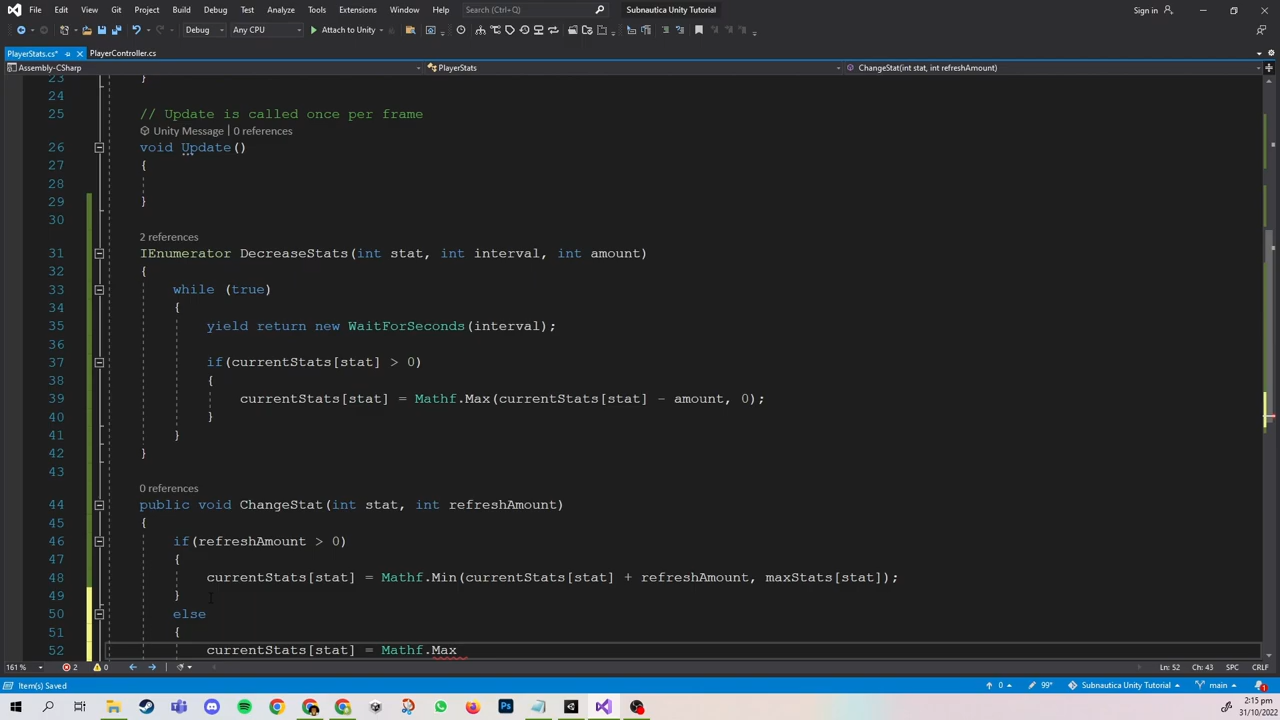 File Edit View Git Project Build Debug Test Analyze Tools Extensions Window Help Search (Ctrl+Q) Subnautica Unity Tutorial Sign in
Debug Any CPU Attach to Unity
PlayerStats.cs* PlayerController.cs
Assembly-CSharp PlayerStats ChangeStat(int stat, int refreshAmount)
23 }
24
25 // Update is called once per frame
Unity Message | 0 references
26 void Update()
27 {
28
29 }
30
2 references
31 IEnumerator DecreaseStats(int stat, int interval, int amount)
32 {
33 while (true)
34 {
35 yield return new WaitForSeconds(interval);
36
37 if(currentStats[stat] > 0)
38 {
39 currentStats[stat] = Mathf.Max(currentStats[stat] - amount, 0);
40 }
41 }
42 }
43
0 references
44 public void ChangeStat(int stat, int refreshAmount)
45 {
46 if(refreshAmount > 0)
47 {
48 currentStats[stat] = Mathf.Min(currentStats[stat] + refreshAmount, maxStats[stat]);
49 }
50 else
51 {
52 currentStats[stat] = Mathf.Max
161 % 2 0 Ln: 52 Ch: 43 SPC CRLF
Item(s) Saved 0 99+ Subnautica Unity Tutorial main 1
2:15 pm
31/10/2022